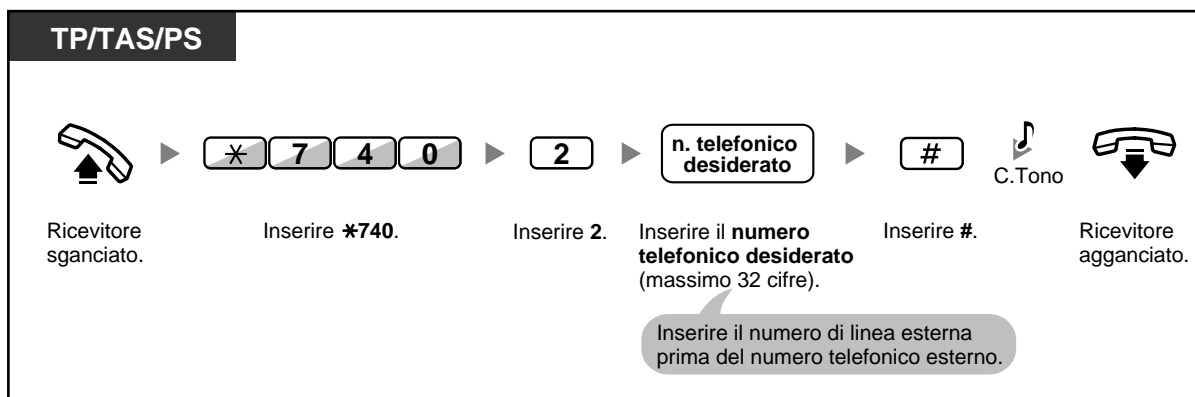 TP/TAS/PS
* 7 4 0
2
n. telefonico
desiderato
#
C.Tono
Ricevitore
sganciato.
Inserire *740.
Inserire 2.
Inserire il numero
telefonico desiderato
(massimo 32 cifre).
Inserire #.
Ricevitore
agganciato.
Inserire il numero di linea esterna
prima del numero telefonico esterno.